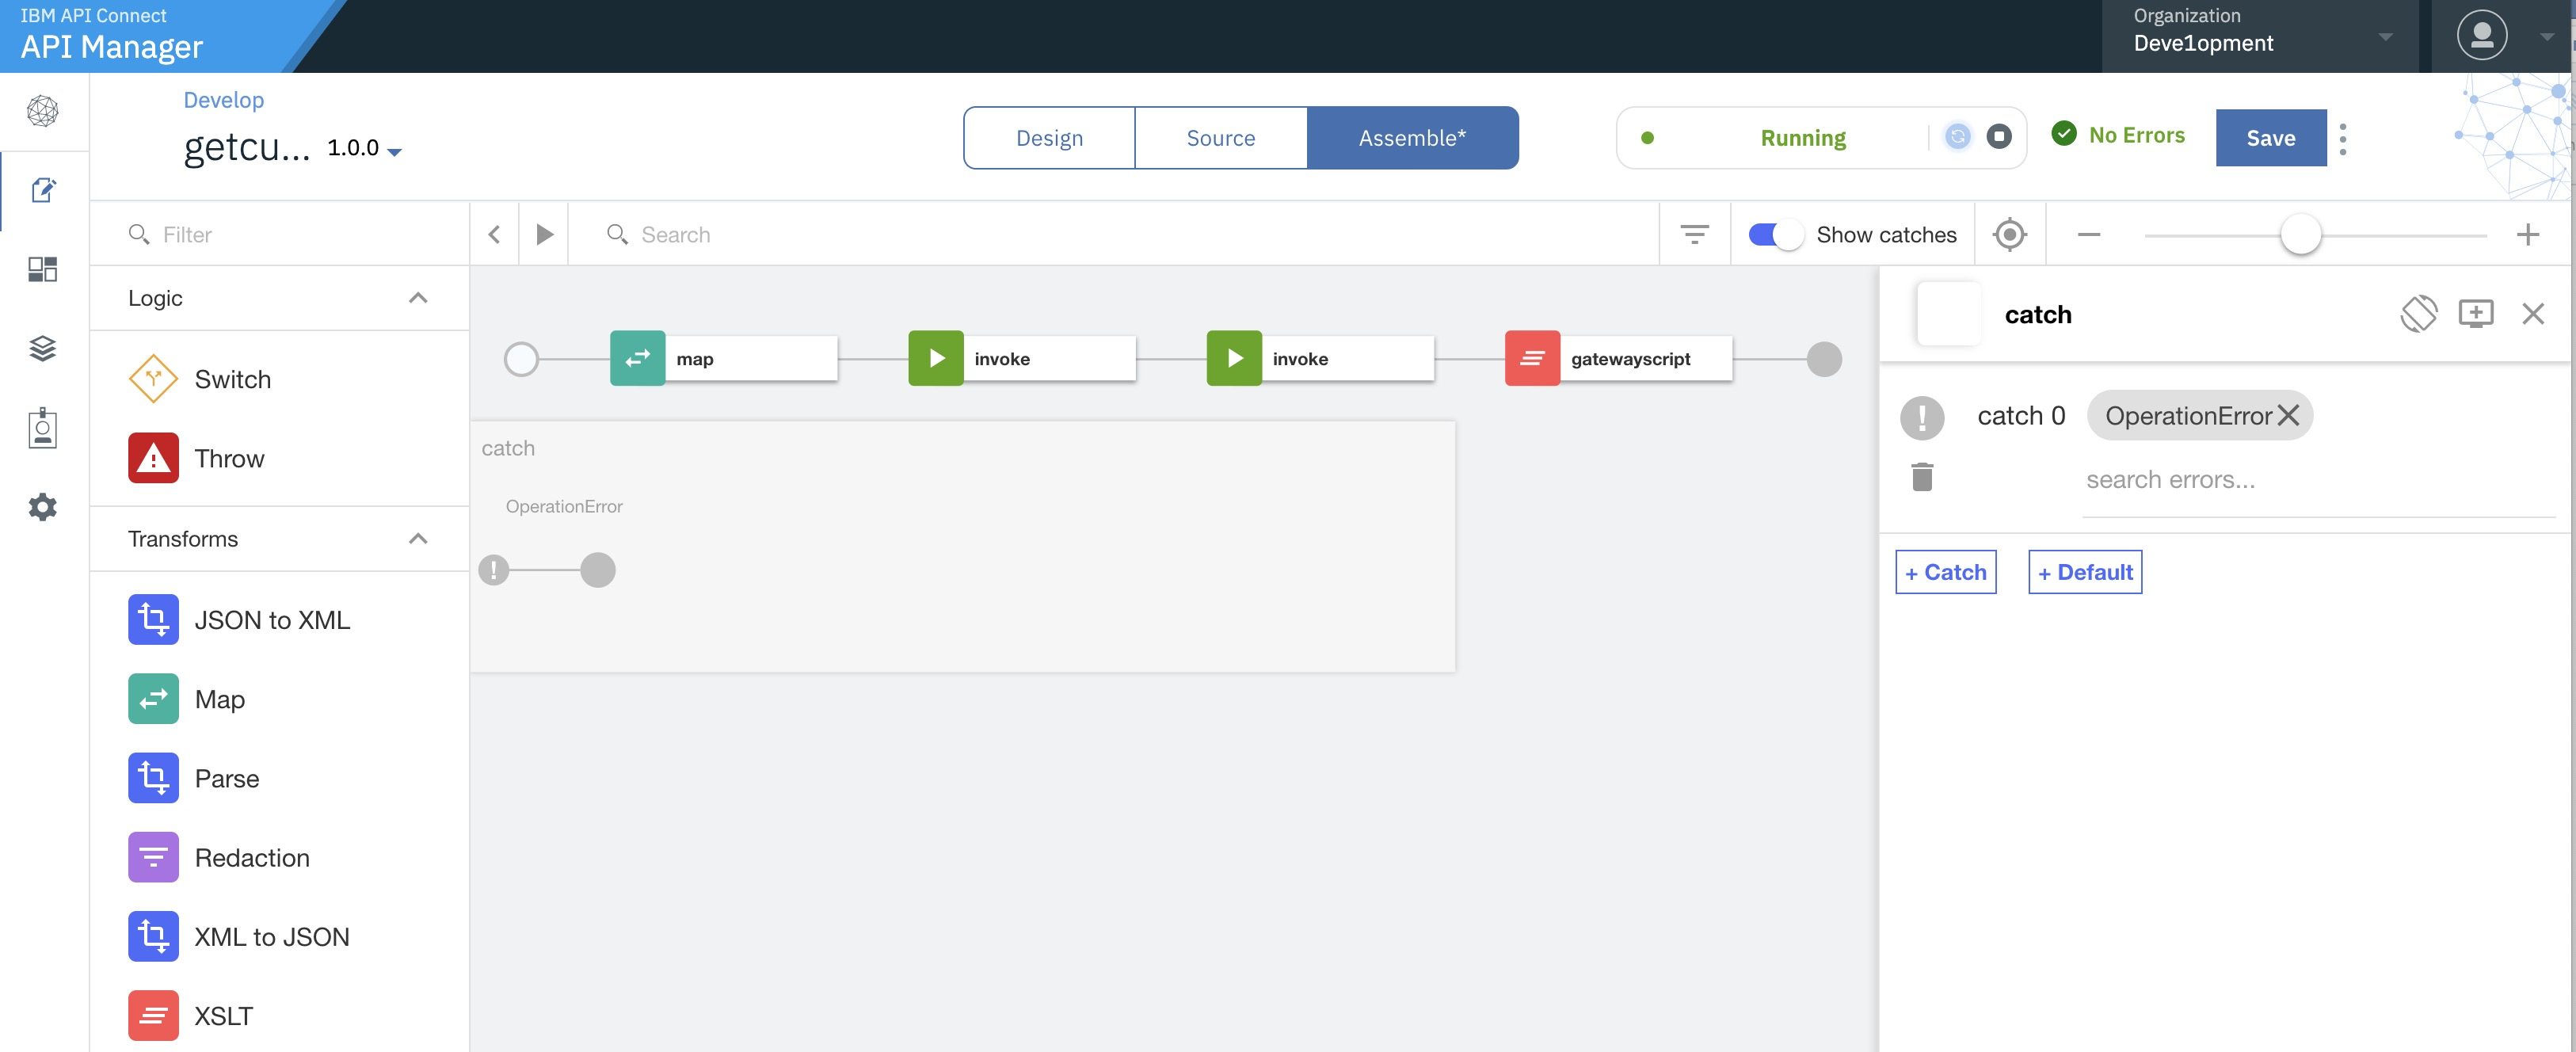 IBM API Connect
API Manager
Organization
Deve1opment
Develop
getcu... 1.0.0
Design
Source
Assemble*
Running
No Errors
Save
Filter
Search
Show catches
Logic
Switch
Throw
Transforms
JSON to XML
Map
Parse
Redaction
XML to JSON
XSLT
map
invoke
invoke
gatewayscript
catch
OperationError
catch
catch 0
OperationError
search errors...
+ Catch
+ Default